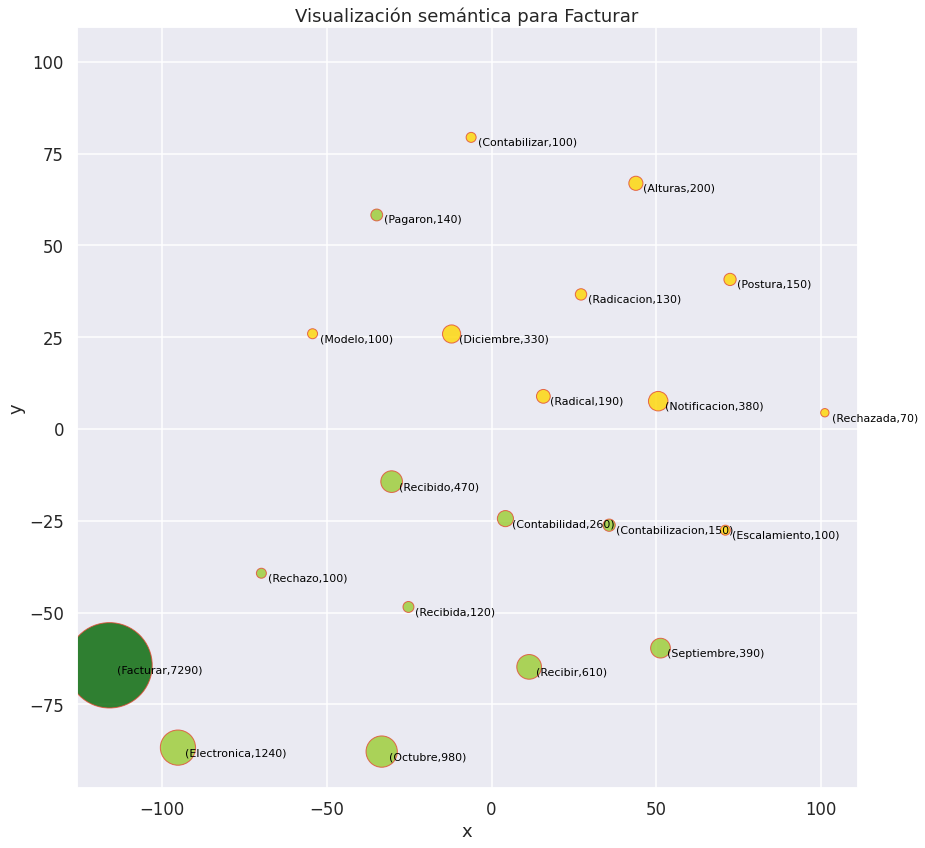 Visualización semántica para Facturar
100
(Contabilizar,100)
75
(Alturas,200)
(Pagaron,140)
50
(Postura,150)
(Radicacion,130)
25
(Modelo,100)
(Diciembre,330)
(Radical,190)
(Notificacion,380)
(Rechazada,70)
y
0
(Recibido,470)
−25
(Contabilidad,260)
(Contabilizacion,150)
(Escalamiento,100)
(Rechazo,100)
−50
(Recibida,120)
(Septiembre,390)
(Facturar,7290)
(Recibir,610)
−75
(Electronica,1240)
(Octubre,980)
−100
−50
0
50
100
x